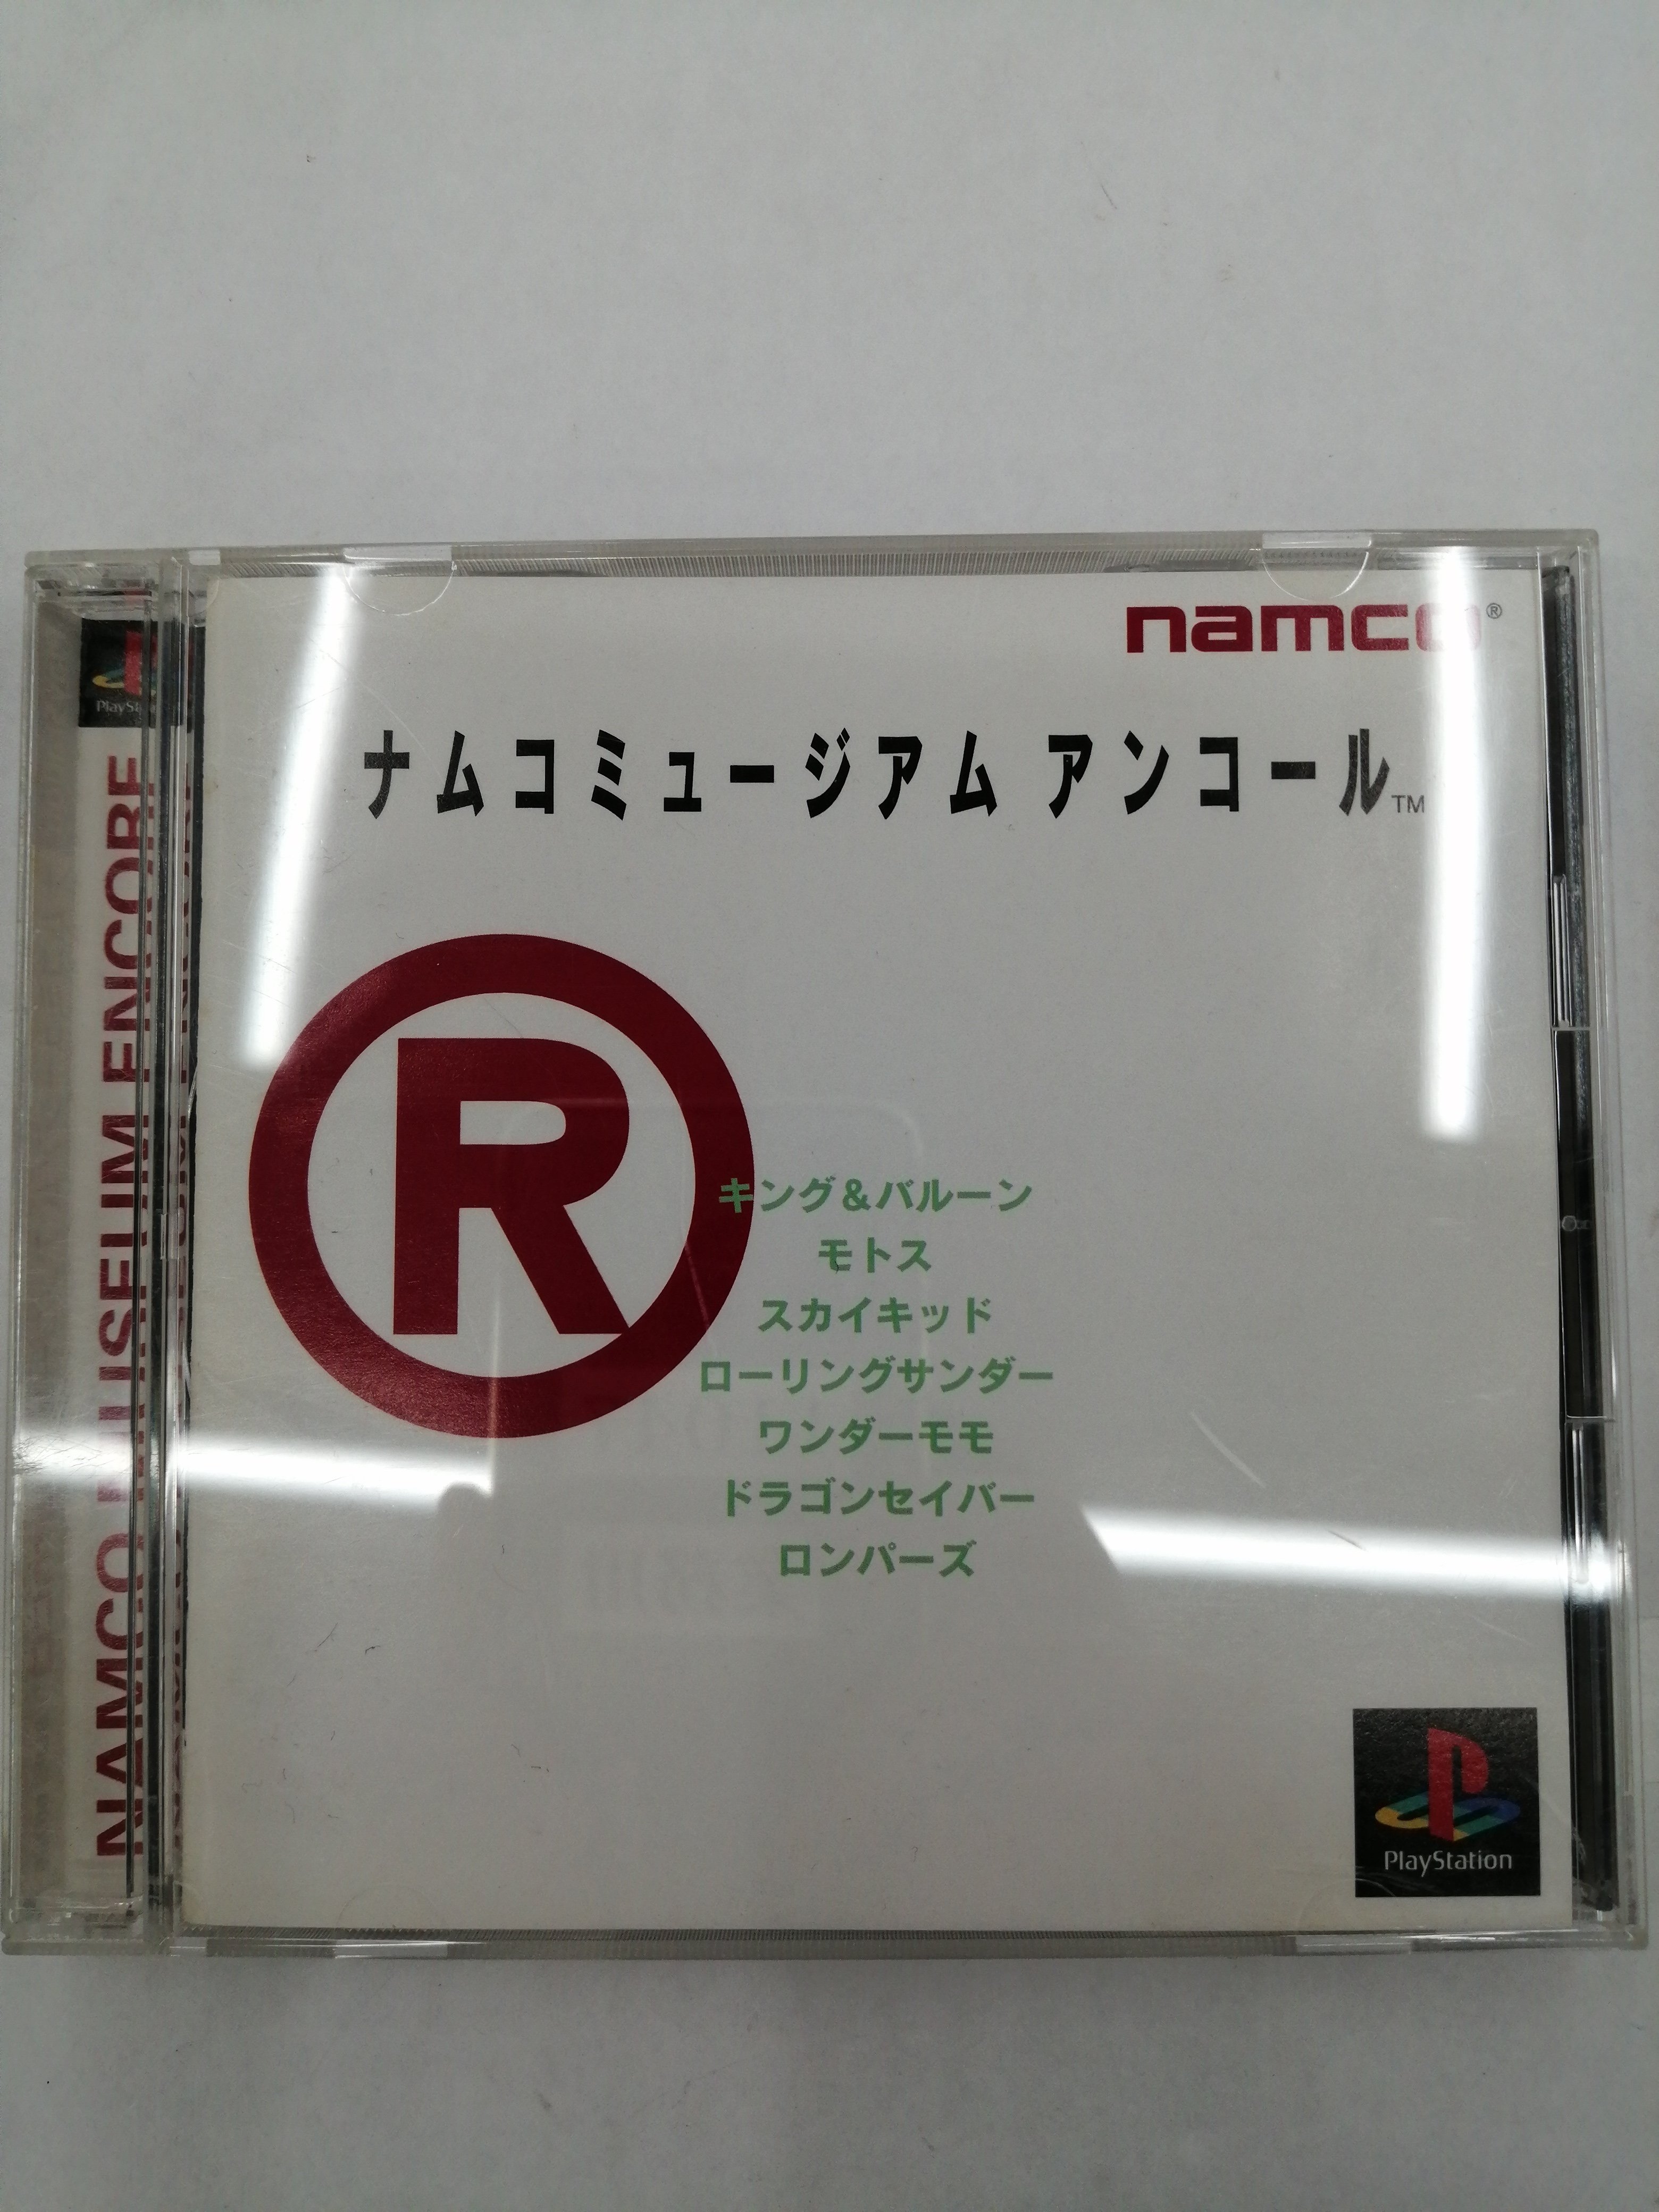 namco®
ナムコミュージアム アンコール™
R
キング&バルーン
モトス
スカイキッド
ローリングサンダー
ワンダーモモ
ドラゴンセイバー
ロンパーズ
PlayStation
PlayStation
NAMCO MUSEUM ENCORE